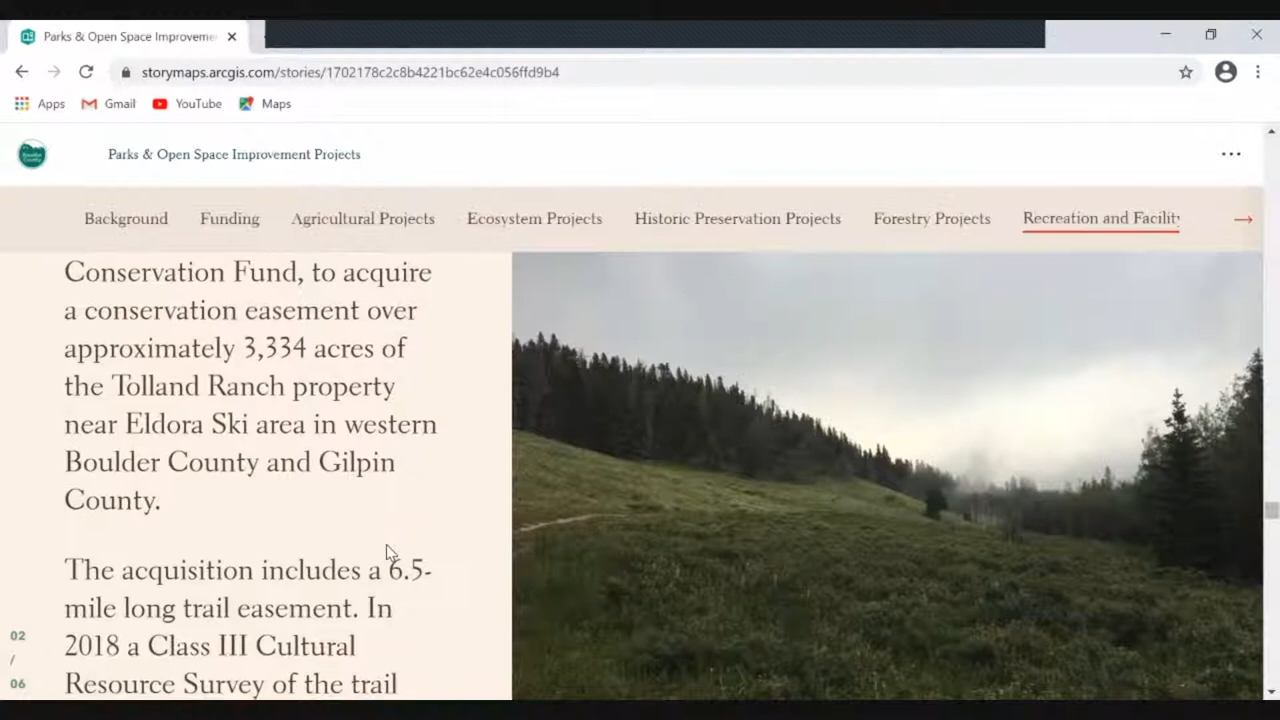 Parks & Open Space Improveme
storymaps.arcgis.com/stories/1702178c2c8b4221bc62e4c056ffd9b4
Apps Gmail YouTube Maps
Boulder County
Parks & Open Space Improvement Projects
Background Funding Agricultural Projects Ecosystem Projects Historic Preservation Projects Forestry Projects Recreation and Facility
Conservation Fund, to acquire
a conservation easement over
approximately 3,334 acres of
the Tolland Ranch property
near Eldora Ski area in western
Boulder County and Gilpin
County.
The acquisition includes a 6.5-
mile long trail easement. In
2018 a Class III Cultural
Resource Survey of the trail
02
/
06